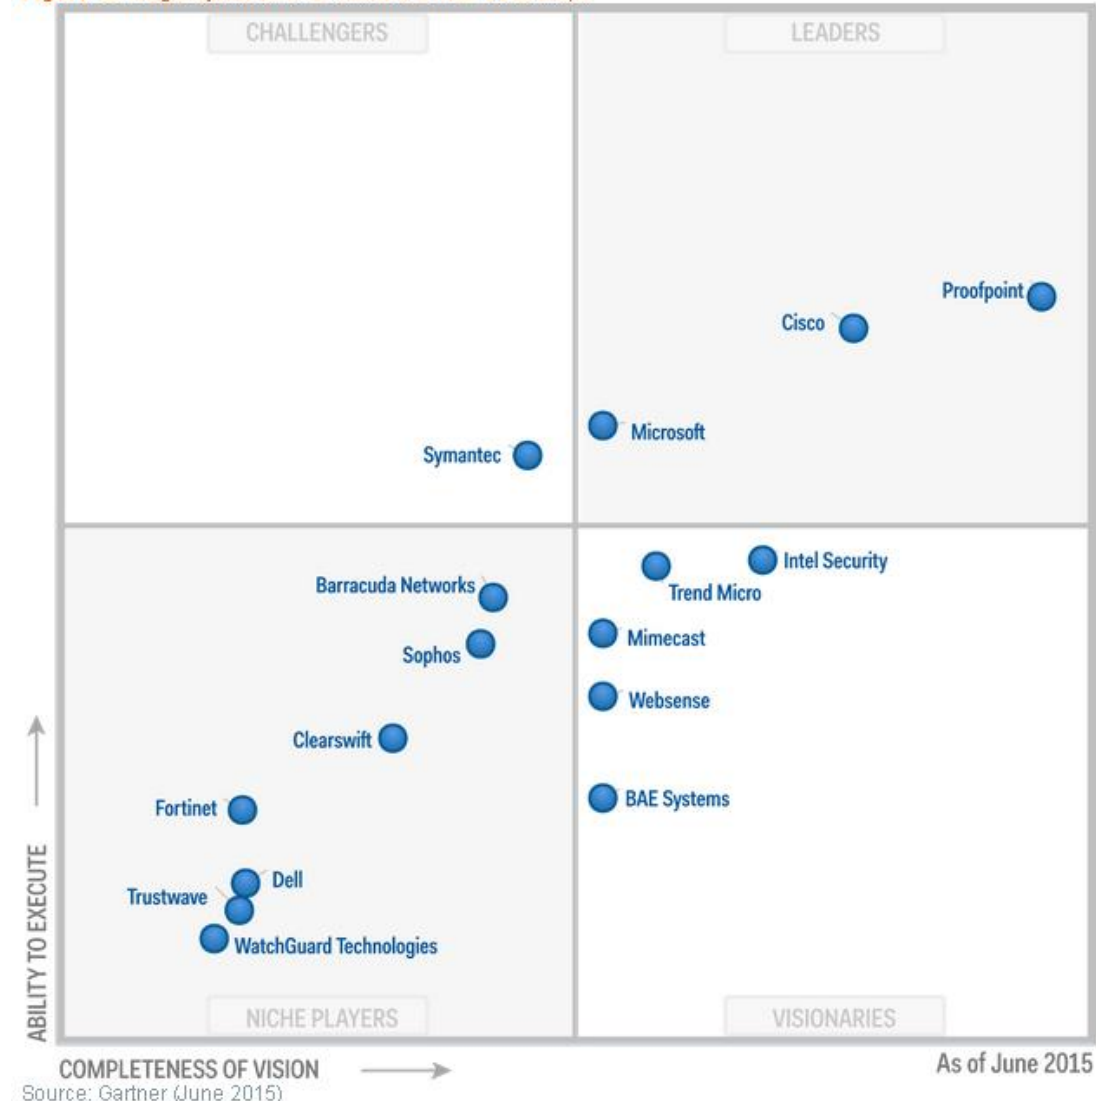 CHALLENGERS
LEADERS
Proofpoint
Cisco
Microsoft
Symantec
Intel Security
Trend Micro
Barracuda Networks
Mimecast
Sophos
Websense
Clearswift
BAE Systems
Fortinet
Dell
Trustwave
WatchGuard Technologies
NICHE PLAYERS
VISIONARIES
ABILITY TO EXECUTE
COMPLETENESS OF VISION
As of June 2015
Source: Gartner (June 2015)